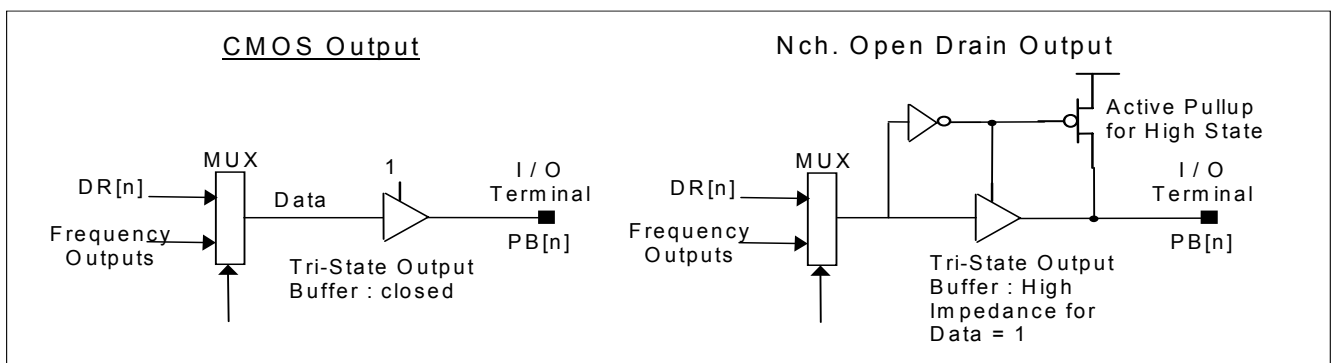 CMOS Output
MUX
1
I / O
Terminal
DR[n]
Data
Frequency
Outputs
PB[n]
Tri-State Output
Buffer : closed
Nch. Open Drain Output
Active Pullup
for High State
MUX
I / O
Terminal
DR[n]
Frequency
Outputs
PB[n]
Tri-State Output
Buffer : High
Impedance for
Data = 1